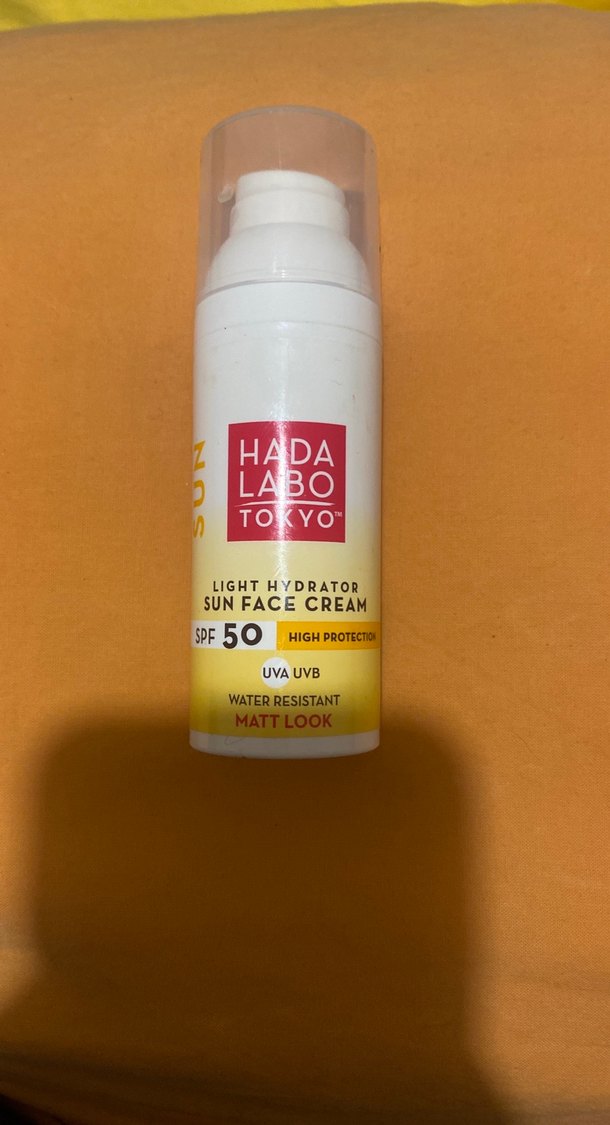 SUN
HADA
LABO
TOKYO™
LIGHT HYDRATOR
SUN FACE CREAM
SPF 50 HIGH PROTECTION
UVA UVB
WATER RESISTANT
MATT LOOK